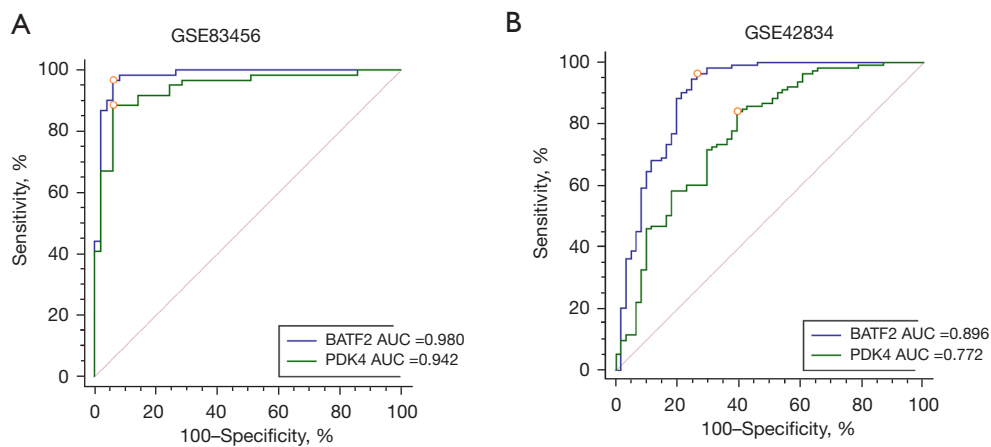 A
GSE83456
100
80
60
40
20
0
Sensitivity, %
BATF2 AUC =0.980
PDK4 AUC =0.942
0 20 40 60 80 100
100–Specificity, %
B
GSE42834
100
80
60
40
20
0
Sensitivity, %
BATF2 AUC =0.896
PDK4 AUC =0.772
0 20 40 60 80 100
100–Specificity, %